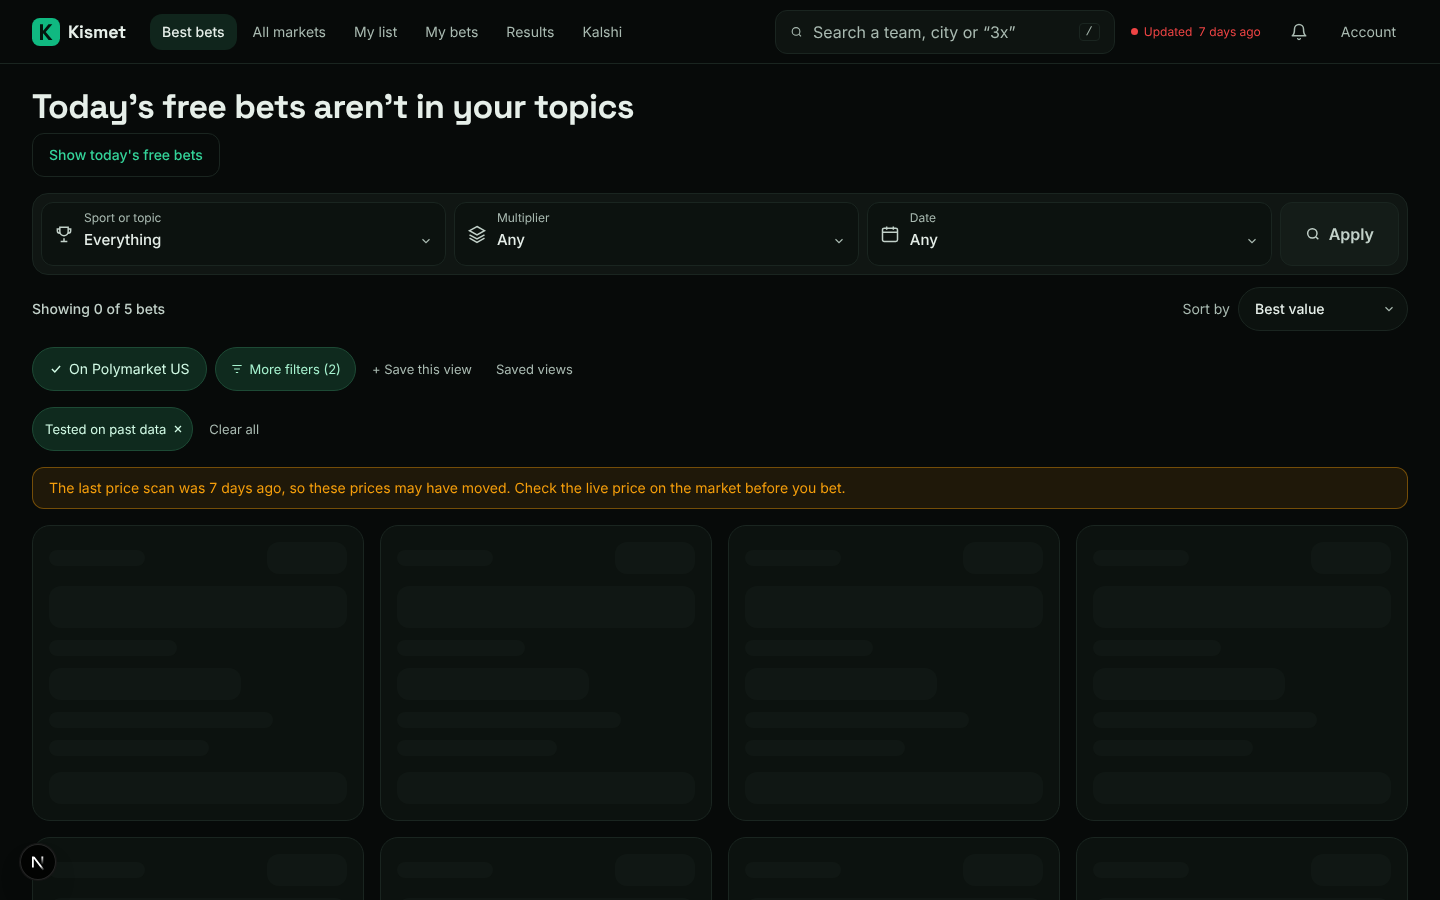 K Kismet Best bets All markets My list My bets Results Kalshi Search a team, city or “3x” / Updated 7 days ago Account
Today’s free bets aren’t in your topics
Show today's free bets
Sport or topic Multiplier Date
Everything Any Any Apply
Showing 0 of 5 bets Sort by Best value
On Polymarket US More filters (2) + Save this view Saved views
Tested on past data × Clear all
The last price scan was 7 days ago, so these prices may have moved. Check the live price on the market before you bet.
N